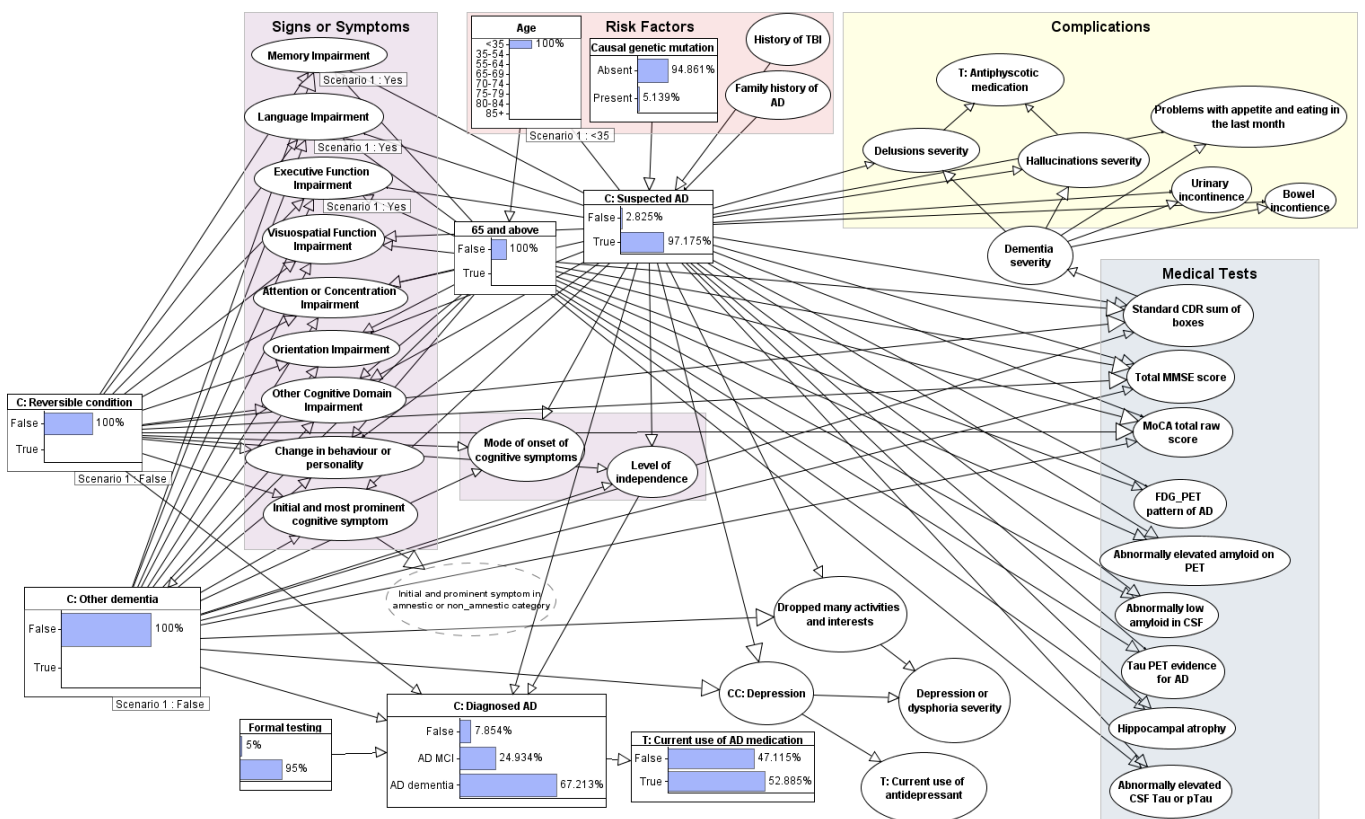 Signs or Symptoms
Memory Impairment
Scenario 1 : Yes
Language Impairment
Scenario 1 : Yes
Executive Function
Impairment
Scenario 1 : Yes
Visuospatial Function
Impairment
Attention or Concentration
Impairment
Orientation Impairment
Other Cognitive Domain
Impairment
Change in behaviour or
personality
Initial and most prominent
cognitive symptom
Risk Factors
Age
<35 100%
35-54
55-64
65-69
70-74
75-79
80-84
85+
Scenario 1 : <35
Causal genetic mutation
Absent 94.861%
Present 5.139%
History of TBI
Family history of
AD
Complications
T: Antiphyscotic
medication
Delusions severity
Hallucinations severity
Problems with appetite and eating in
the last month
Urinary
incontinence
Bowel
incontience
Dementia
severity
C: Suspected AD
False 2.825%
True 97.175%
65 and above
False 100%
True
Medical Tests
Standard CDR sum of
boxes
Total MMSE score
MoCA total raw
score
FDG_PET
pattern of AD
Abnormally elevated amyloid on
PET
Abnormally low
amyloid in CSF
Tau PET evidence
for AD
Hippocampal atrophy
Abnormally elevated
CSF Tau or pTau
C: Reversible condition
False 100%
True
Scenario 1 : False
Mode of onset of
cognitive symptoms
Level of
independence
Initial and prominent symptom in
amnestic or non_amnestic category
C: Other dementia
False 100%
True
Scenario 1 : False
Dropped many activities
and interests
CC: Depression
Depression or
dysphoria severity
T: Current use of
antidepressant
Formal testing
5%
95%
C: Diagnosed AD
False 7.854%
AD MCI 24.934%
AD dementia 67.213%
T: Current use of AD medication
False 47.115%
True 52.885%